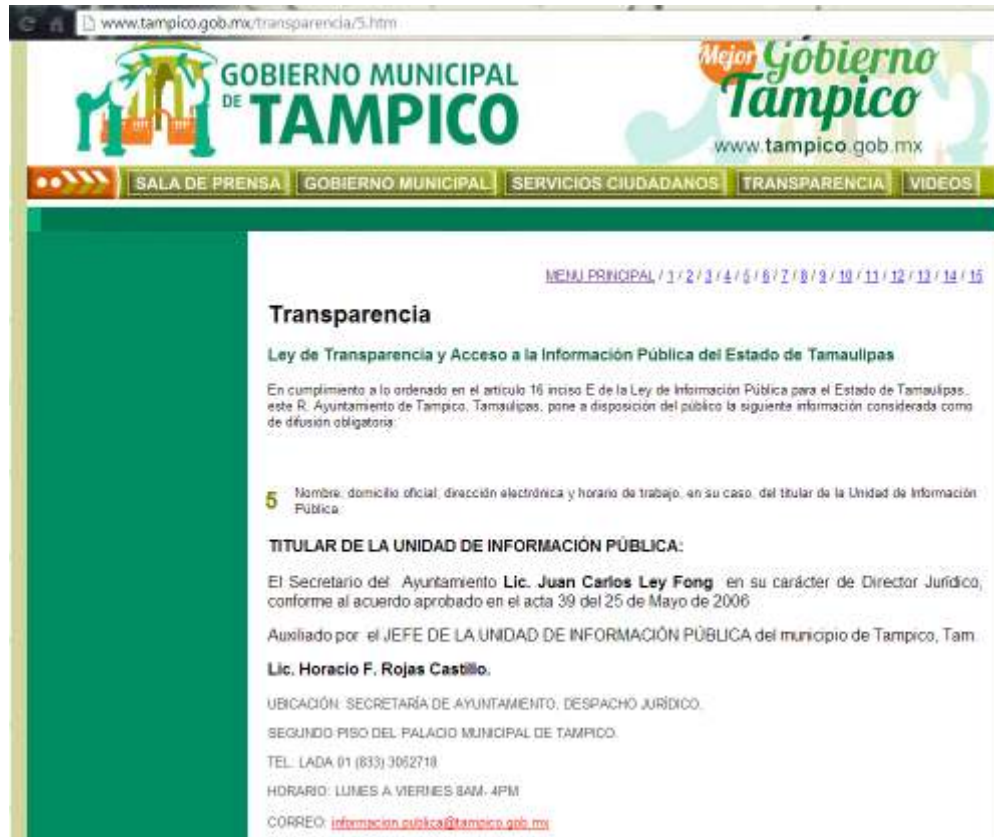 www.tampico.gob.mx/transparencia/5.htm
GOBIERNO MUNICIPAL
DE TAMPICO
Mejor Gobierno
Tampico
www.tampico.gob.mx
SALA DE PRENSA GOBIERNO MUNICIPAL SERVICIOS CIUDADANOS TRANSPARENCIA VIDEOS
MENU PRINCIPAL / 1 / 2 / 3 / 4 / 5 / 6 / 7 / 8 / 9 / 10 / 11 / 12 / 13 / 14 / 15
Transparencia
Ley de Transparencia y Acceso a la Información Pública del Estado de Tamaulipas
En cumplimiento a lo ordenado en el artículo 16 inciso E de la Ley de Información Pública para el Estado de Tamaulipas.,
este R. Ayuntamiento de Tampico, Tamaulipas, pone a disposición del público la siguiente información considerada como
de difusión obligatoria:
5 Nombre, domicilio oficial, dirección electrónica y horario de trabajo, en su caso, del titular de la Unidad de Información
Pública
TITULAR DE LA UNIDAD DE INFORMACIÓN PÚBLICA:
El Secretario del Ayuntamiento Lic. Juan Carlos Ley Fong en su carácter de Director Jurídico,
conforme al acuerdo aprobado en el acta 39 del 25 de Mayo de 2006
Auxiliado por el JEFE DE LA UNIDAD DE INFORMACIÓN PÚBLICA del municipio de Tampico, Tam.
Lic. Horacio F. Rojas Castillo.
UBICACIÓN: SECRETARÍA DE AYUNTAMIENTO, DESPACHO JURÍDICO.
SEGUNDO PISO DEL PALACIO MUNICIPAL DE TAMPICO.
TEL. LADA 01 (833) 3052718
HORARIO: LUNES A VIERNES 8AM- 4PM
CORREO: informacion.publica@tampico.gob.mx